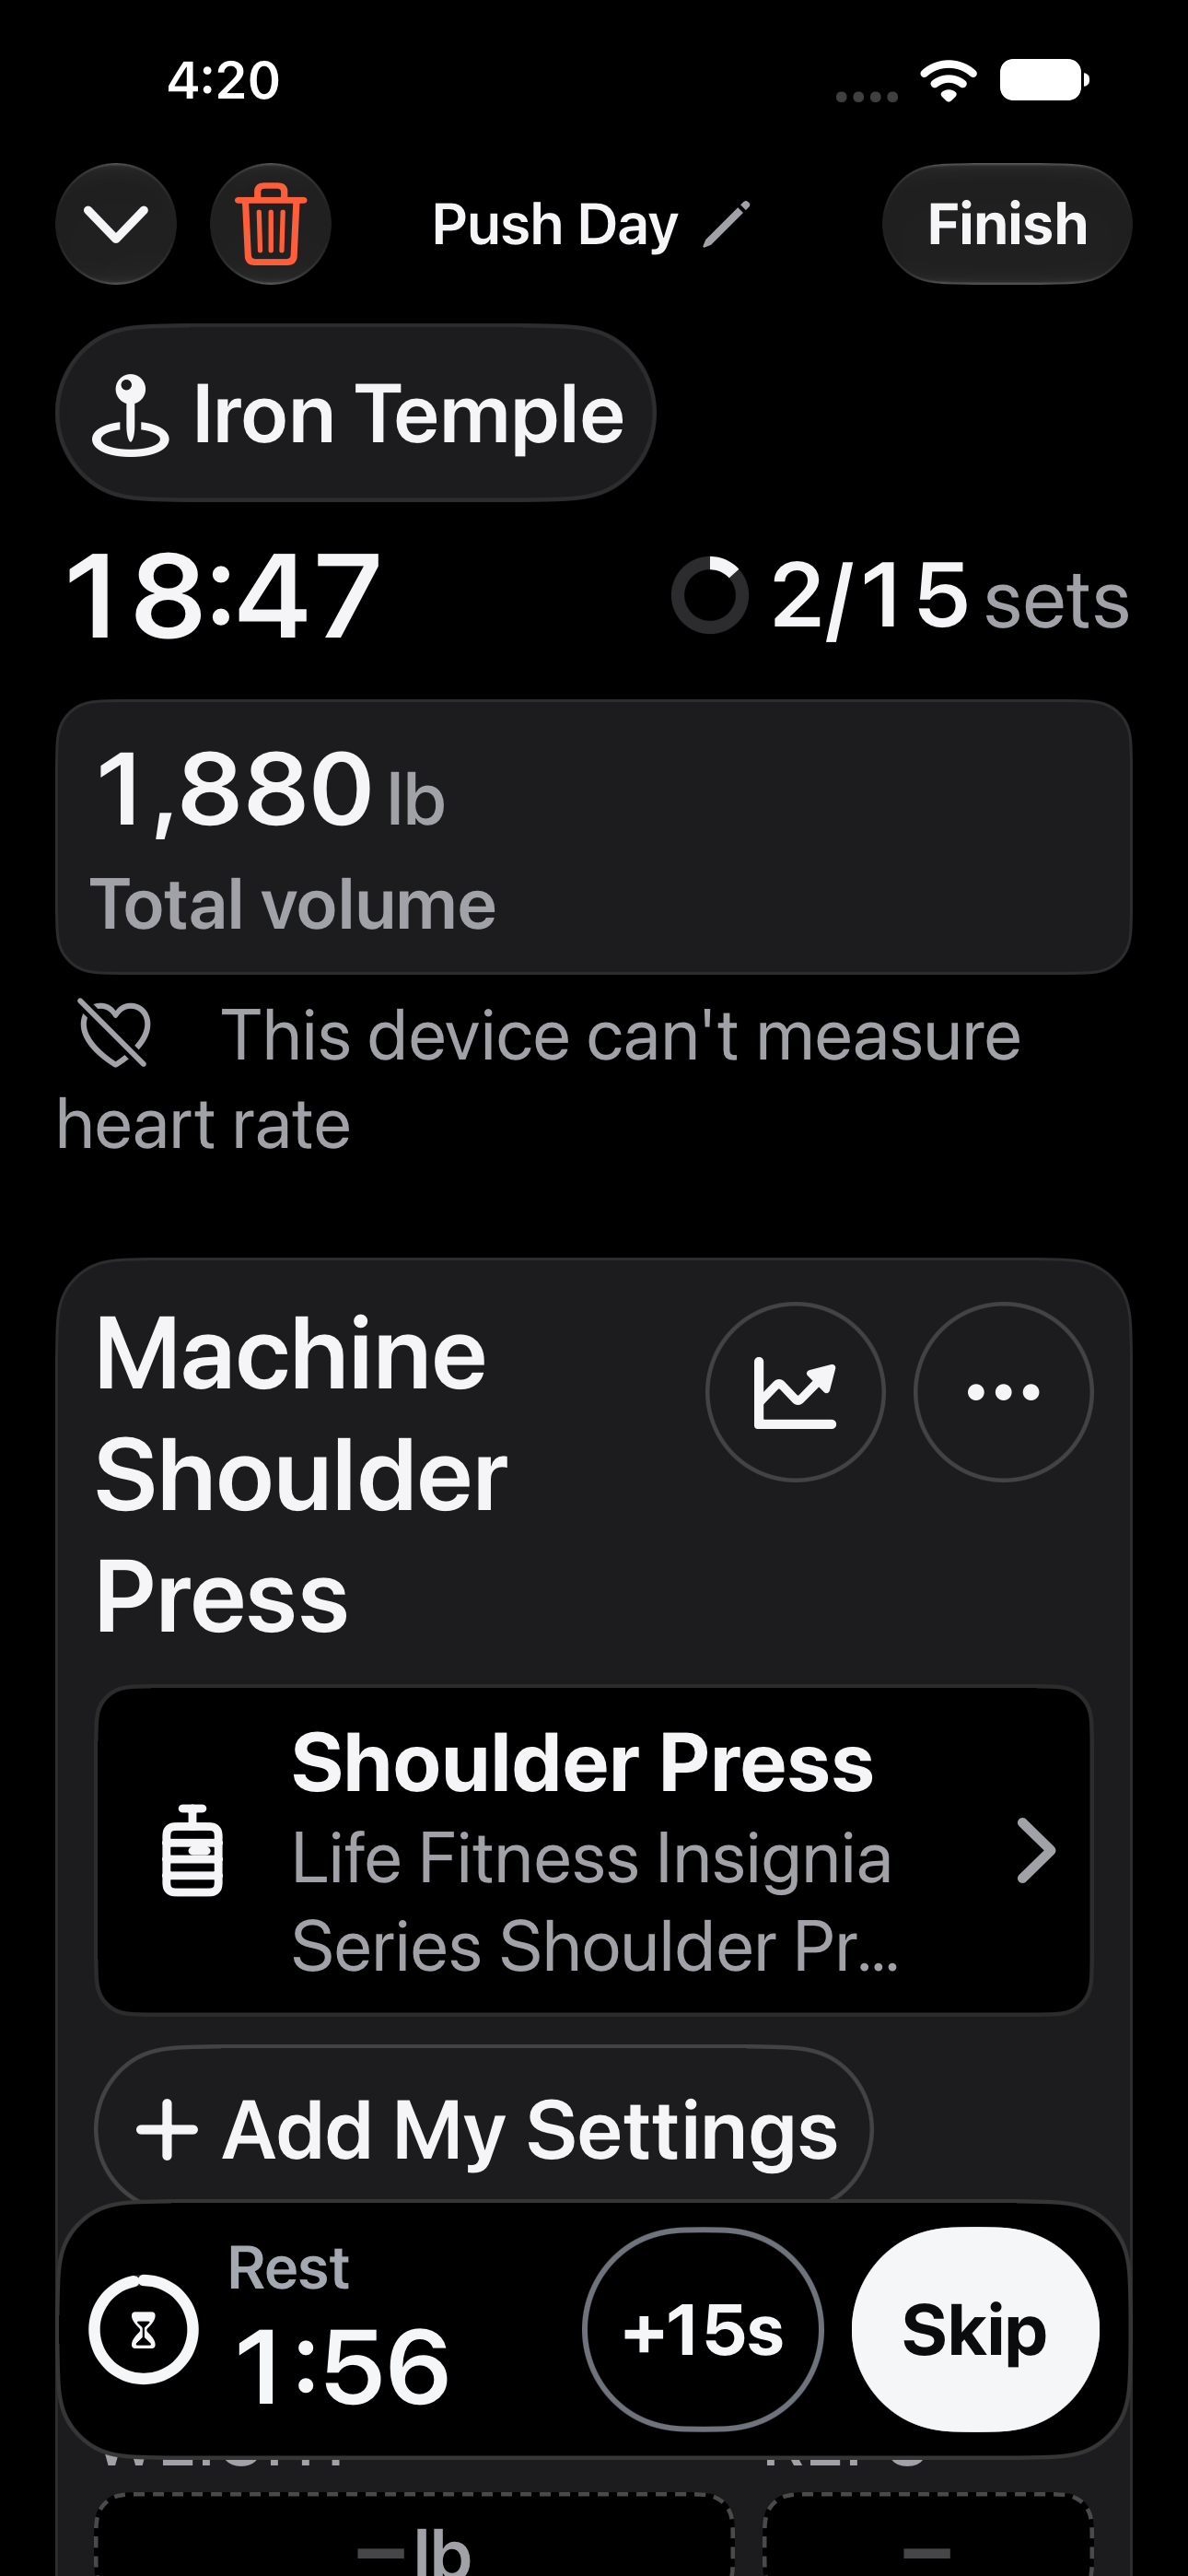 4:20
Push Day
Finish
Iron Temple
18:47
2/15 sets
1,880 lb
Total volume
This device can't measure
heart rate
Machine
Shoulder
Press
Shoulder Press
Life Fitness Insignia
Series Shoulder Pr...
+ Add My Settings
Rest
1:56
+15s
Skip
– lb
–